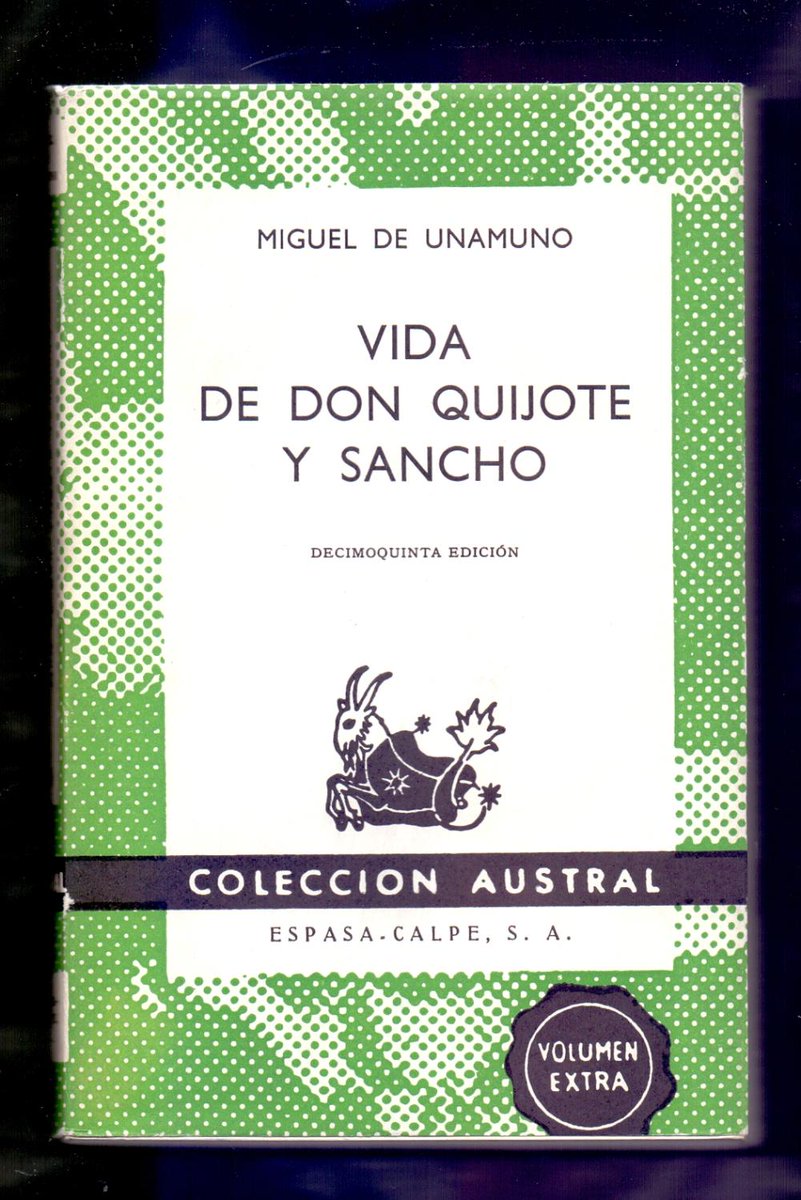 MIGUEL DE UNAMUNO
VIDA
DE DON QUIJOTE
Y SANCHO
DECIMOQUINTA EDICIÓN
COLECCION AUSTRAL
ESPASA-CALPE, S. A.
VOLUMEN
EXTRA